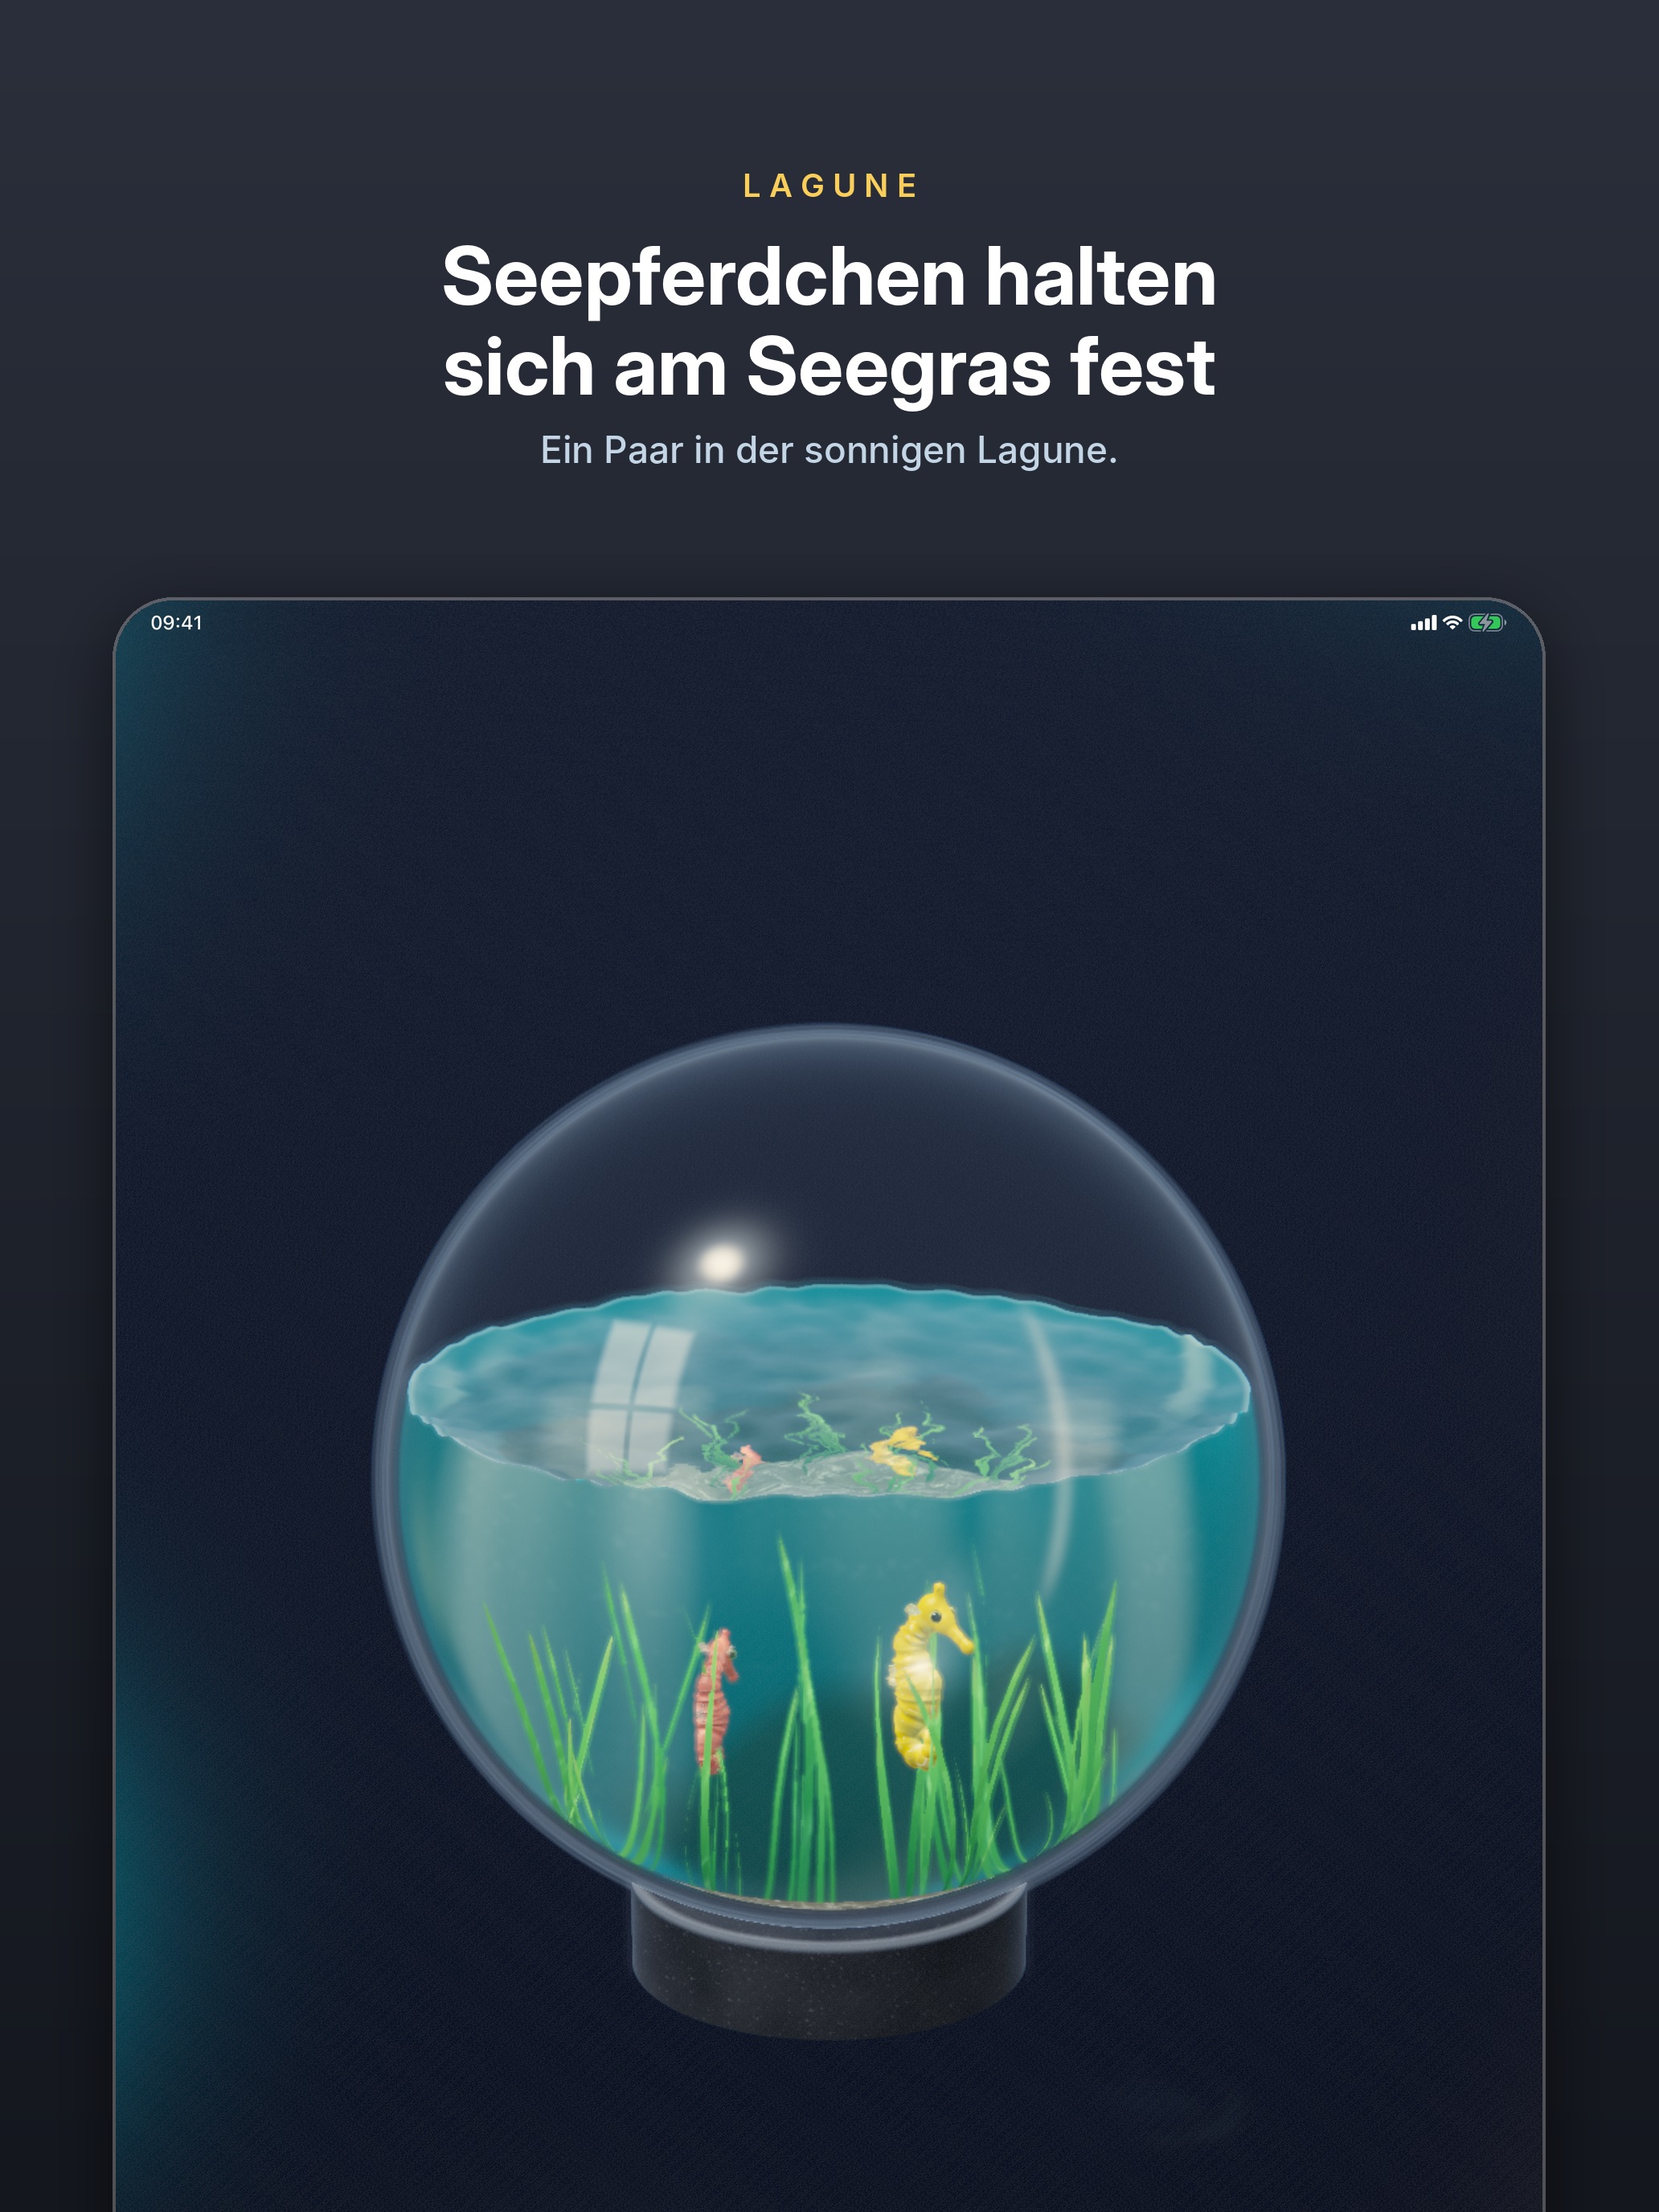 LAGUNE
Seepferdchen halten
sich am Seegras fest
Ein Paar in der sonnigen Lagune.
09:41